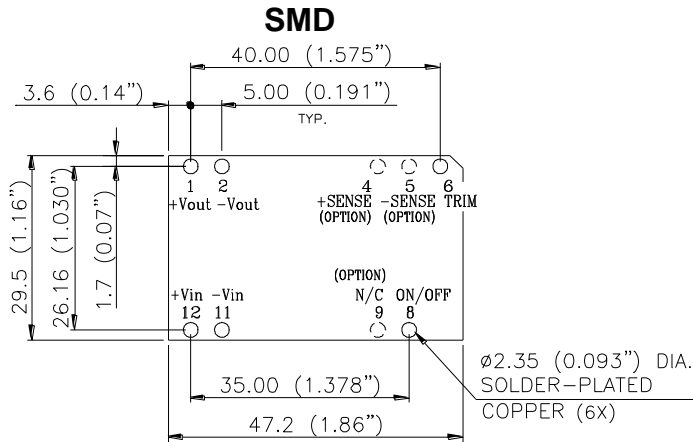 SMD
40.00 (1.575")
3.6 (0.14")
5.00 (0.191")
TYP.
29.5 (1.16")
26.16 (1.030")
1.7 (0.07")
1 2 4 5 6
+Vout -Vout +SENSE -SENSE TRIM
(OPTION) (OPTION)
(OPTION)
+Vin -Vin N/C ON/OFF
12 11 9 8
35.00 (1.378")
47.2 (1.86")
ø2.35 (0.093") DIA.
SOLDER-PLATED
COPPER (6X)